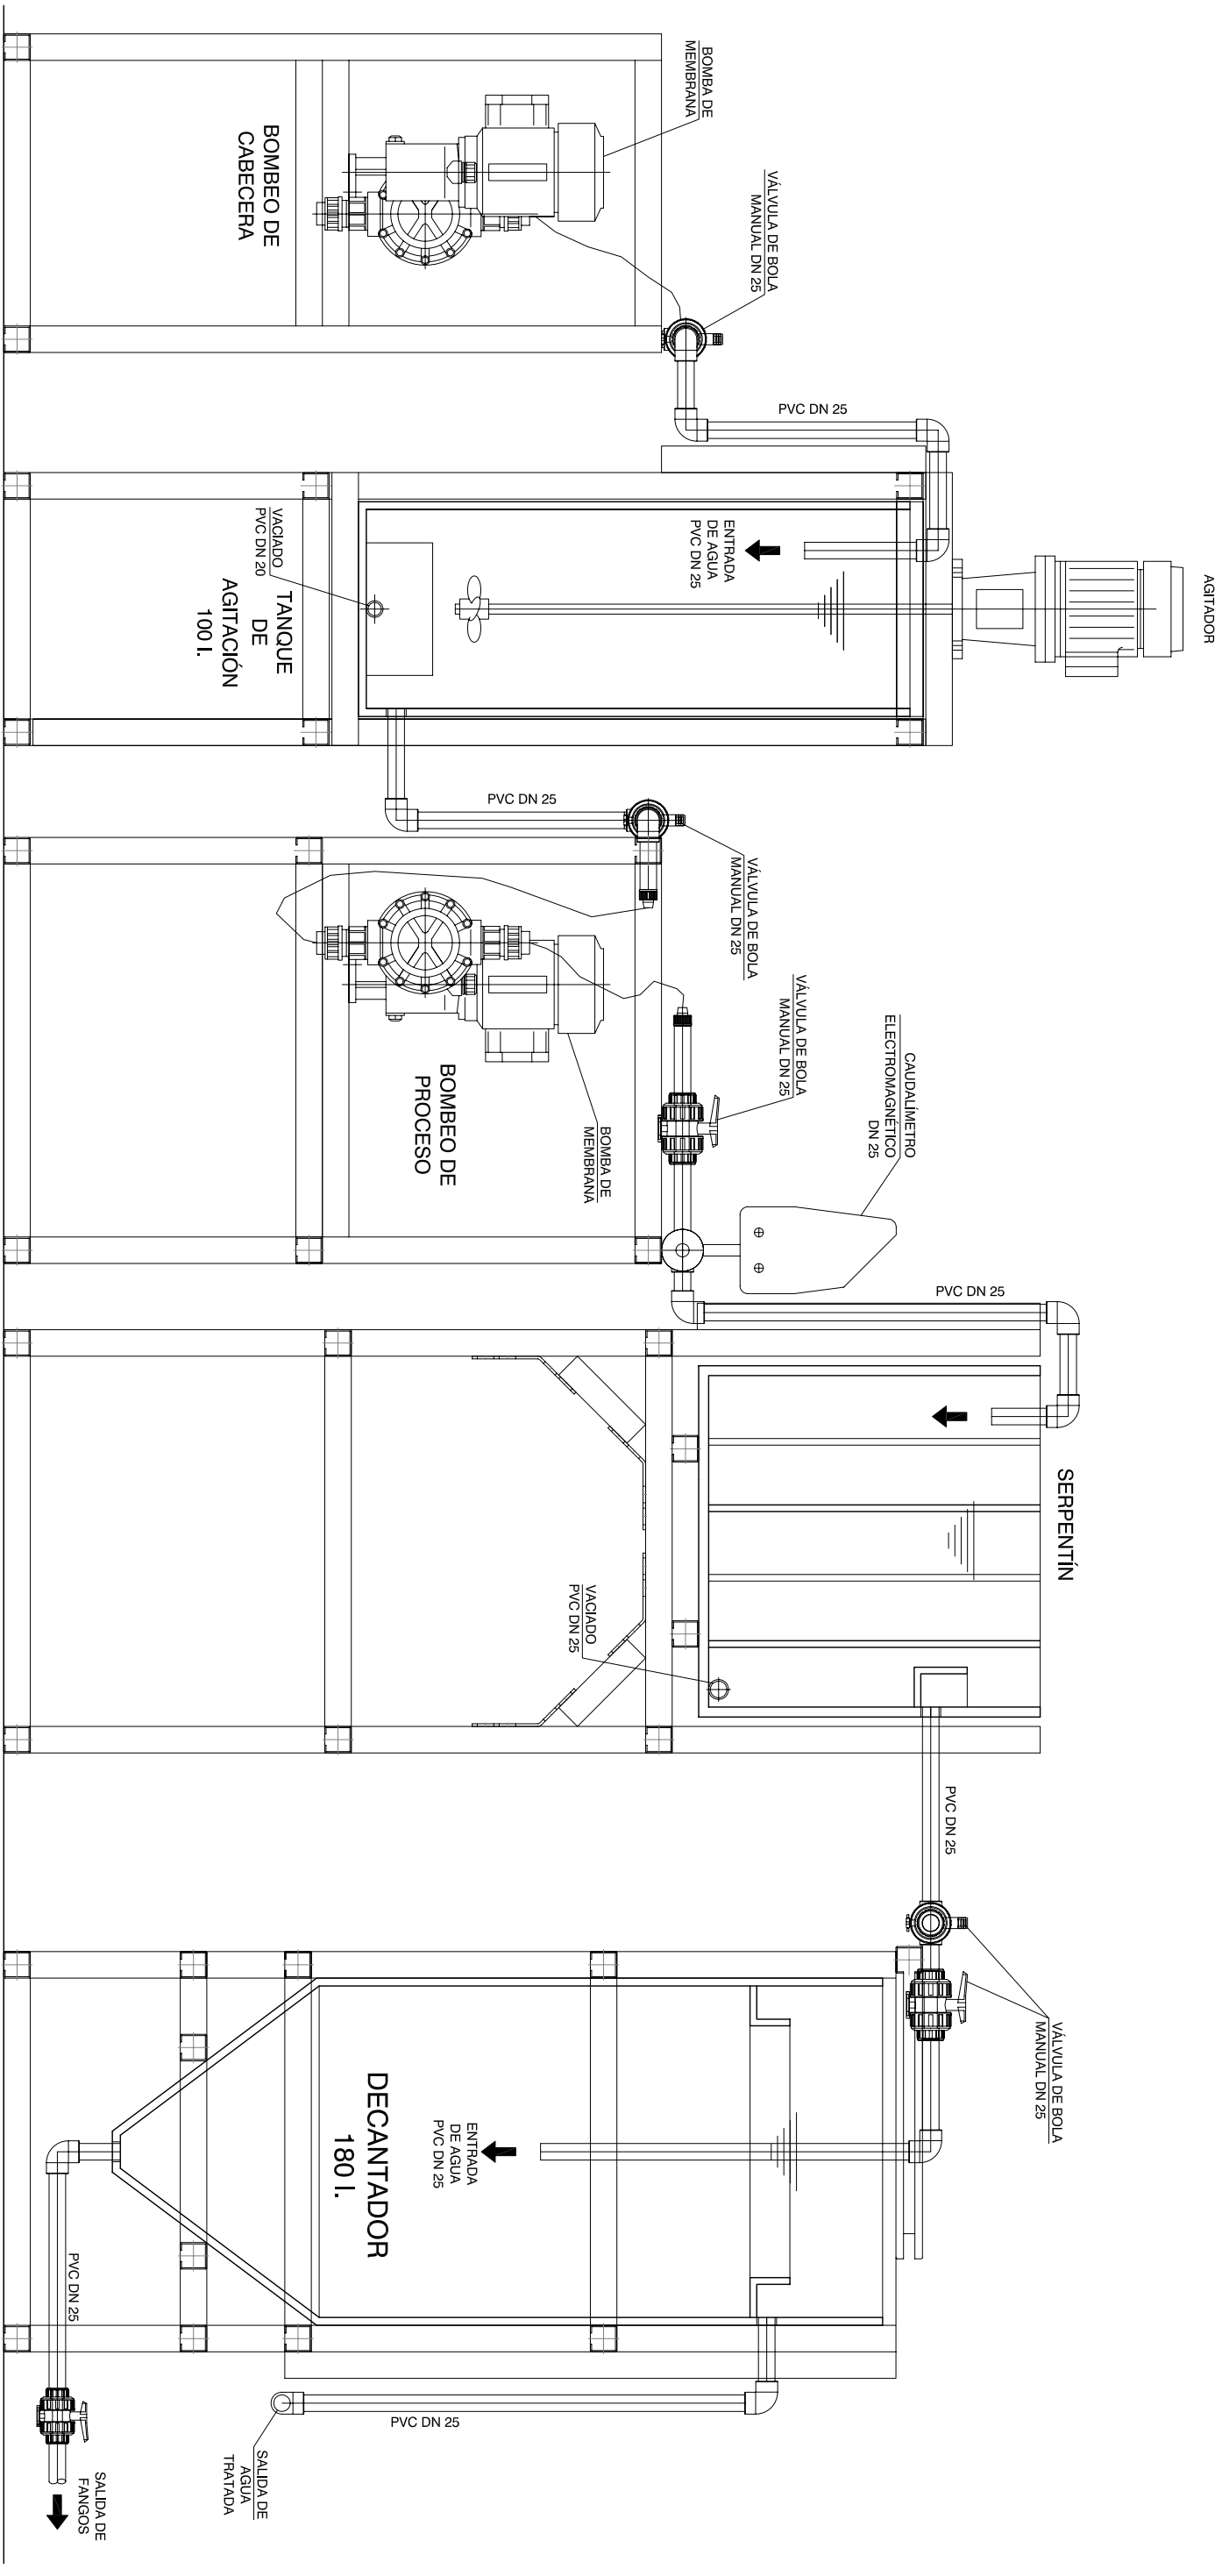 AGITADOR
BOMBA DE
MEMBRANA
VÁLVULA DE BOLA
MANUAL DN 25
BOMBEO DE
CABECERA
PVC DN 25
ENTRADA
DE AGUA
PVC DN 25
VACIADO
PVC DN 20
TANQUE
DE
AGITACIÓN
100 l.
PVC DN 25
VÁLVULA DE BOLA
MANUAL DN 25
VÁLVULA DE BOLA
MANUAL DN 25
CAUDALÍMETRO
ELECTROMAGNÉTICO
DN 25
BOMBA DE
MEMBRANA
BOMBEO DE
PROCESO
PVC DN 25
SERPENTÍN
VACIADO
PVC DN 25
PVC DN 25
VÁLVULA DE BOLA
MANUAL DN 25
ENTRADA
DE AGUA
PVC DN 25
DECANTADOR
180 l.
PVC DN 25
PVC DN 25
SALIDA DE
AGUA
TRATADA
SALIDA DE
FANGOS